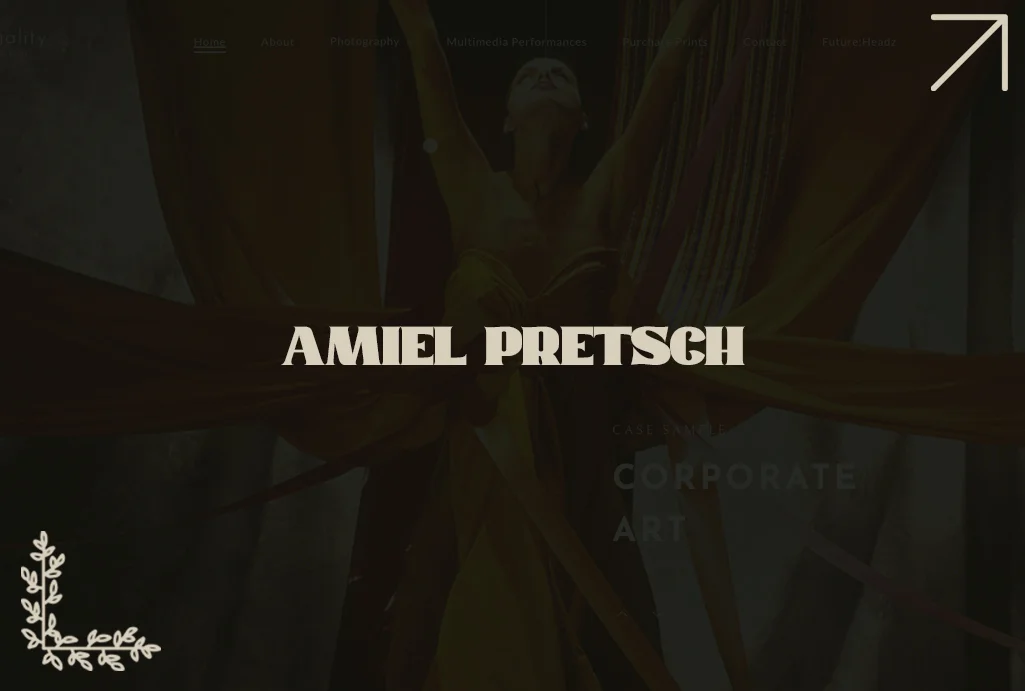 ality
Home About Photography Multimedia Performances Purchase Prints Contact Future:Headz
AMIEL PRETSCH
CASE SAMPLE
CORPORATE
ART